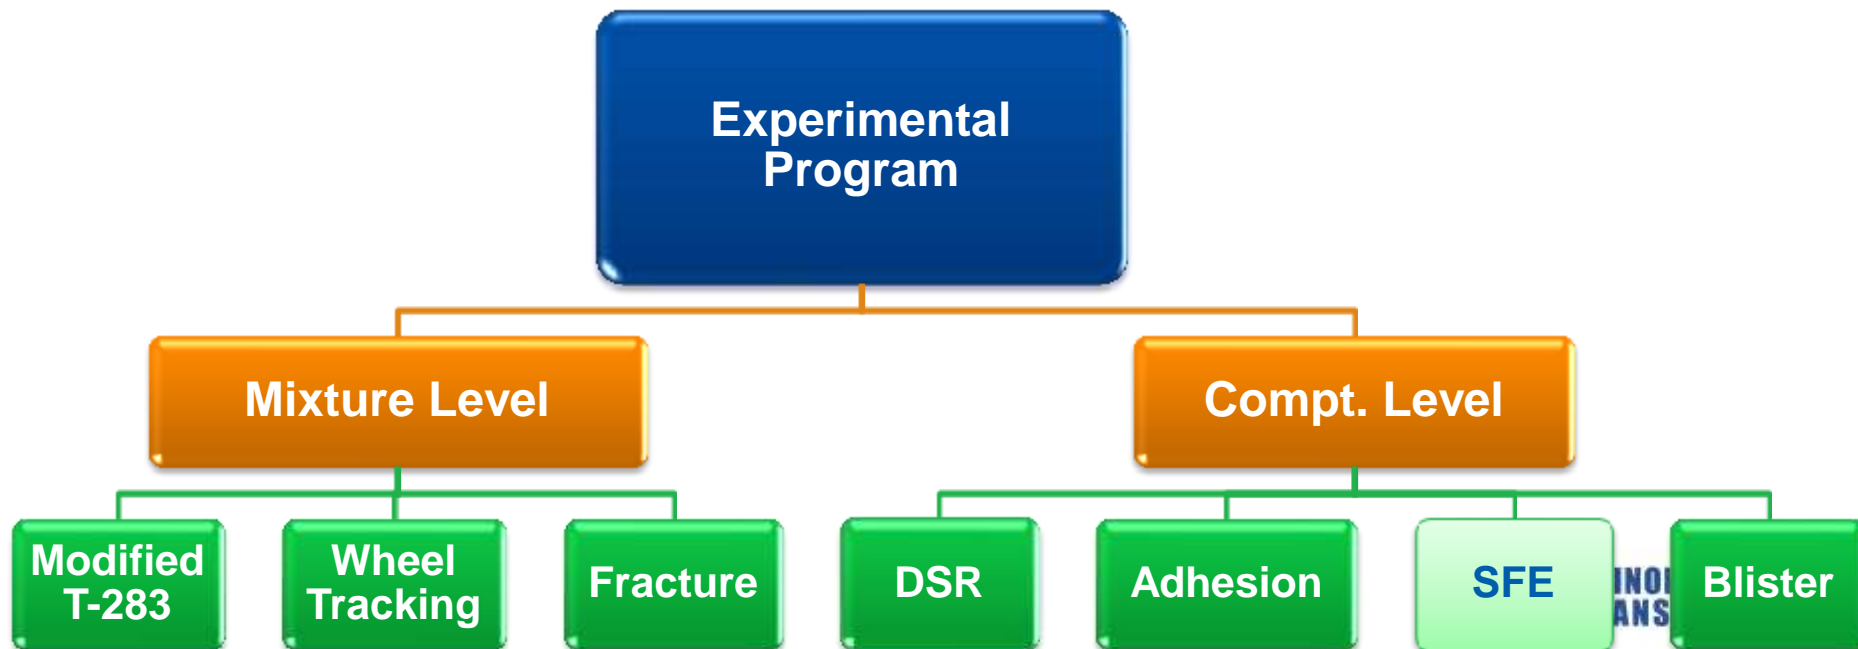 Experimental
Program
Mixture Level
Compt. Level
Modified
T-283
Wheel
Tracking
Fracture
DSR
Adhesion
SFE
Blister